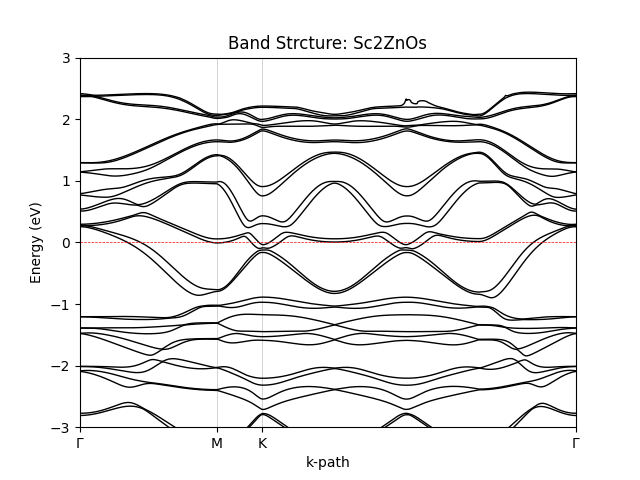 Band Strcture: Sc2ZnOs
3
2
1
0
−1
−2
−3
Energy (eV)
Γ M K Γ
k-path